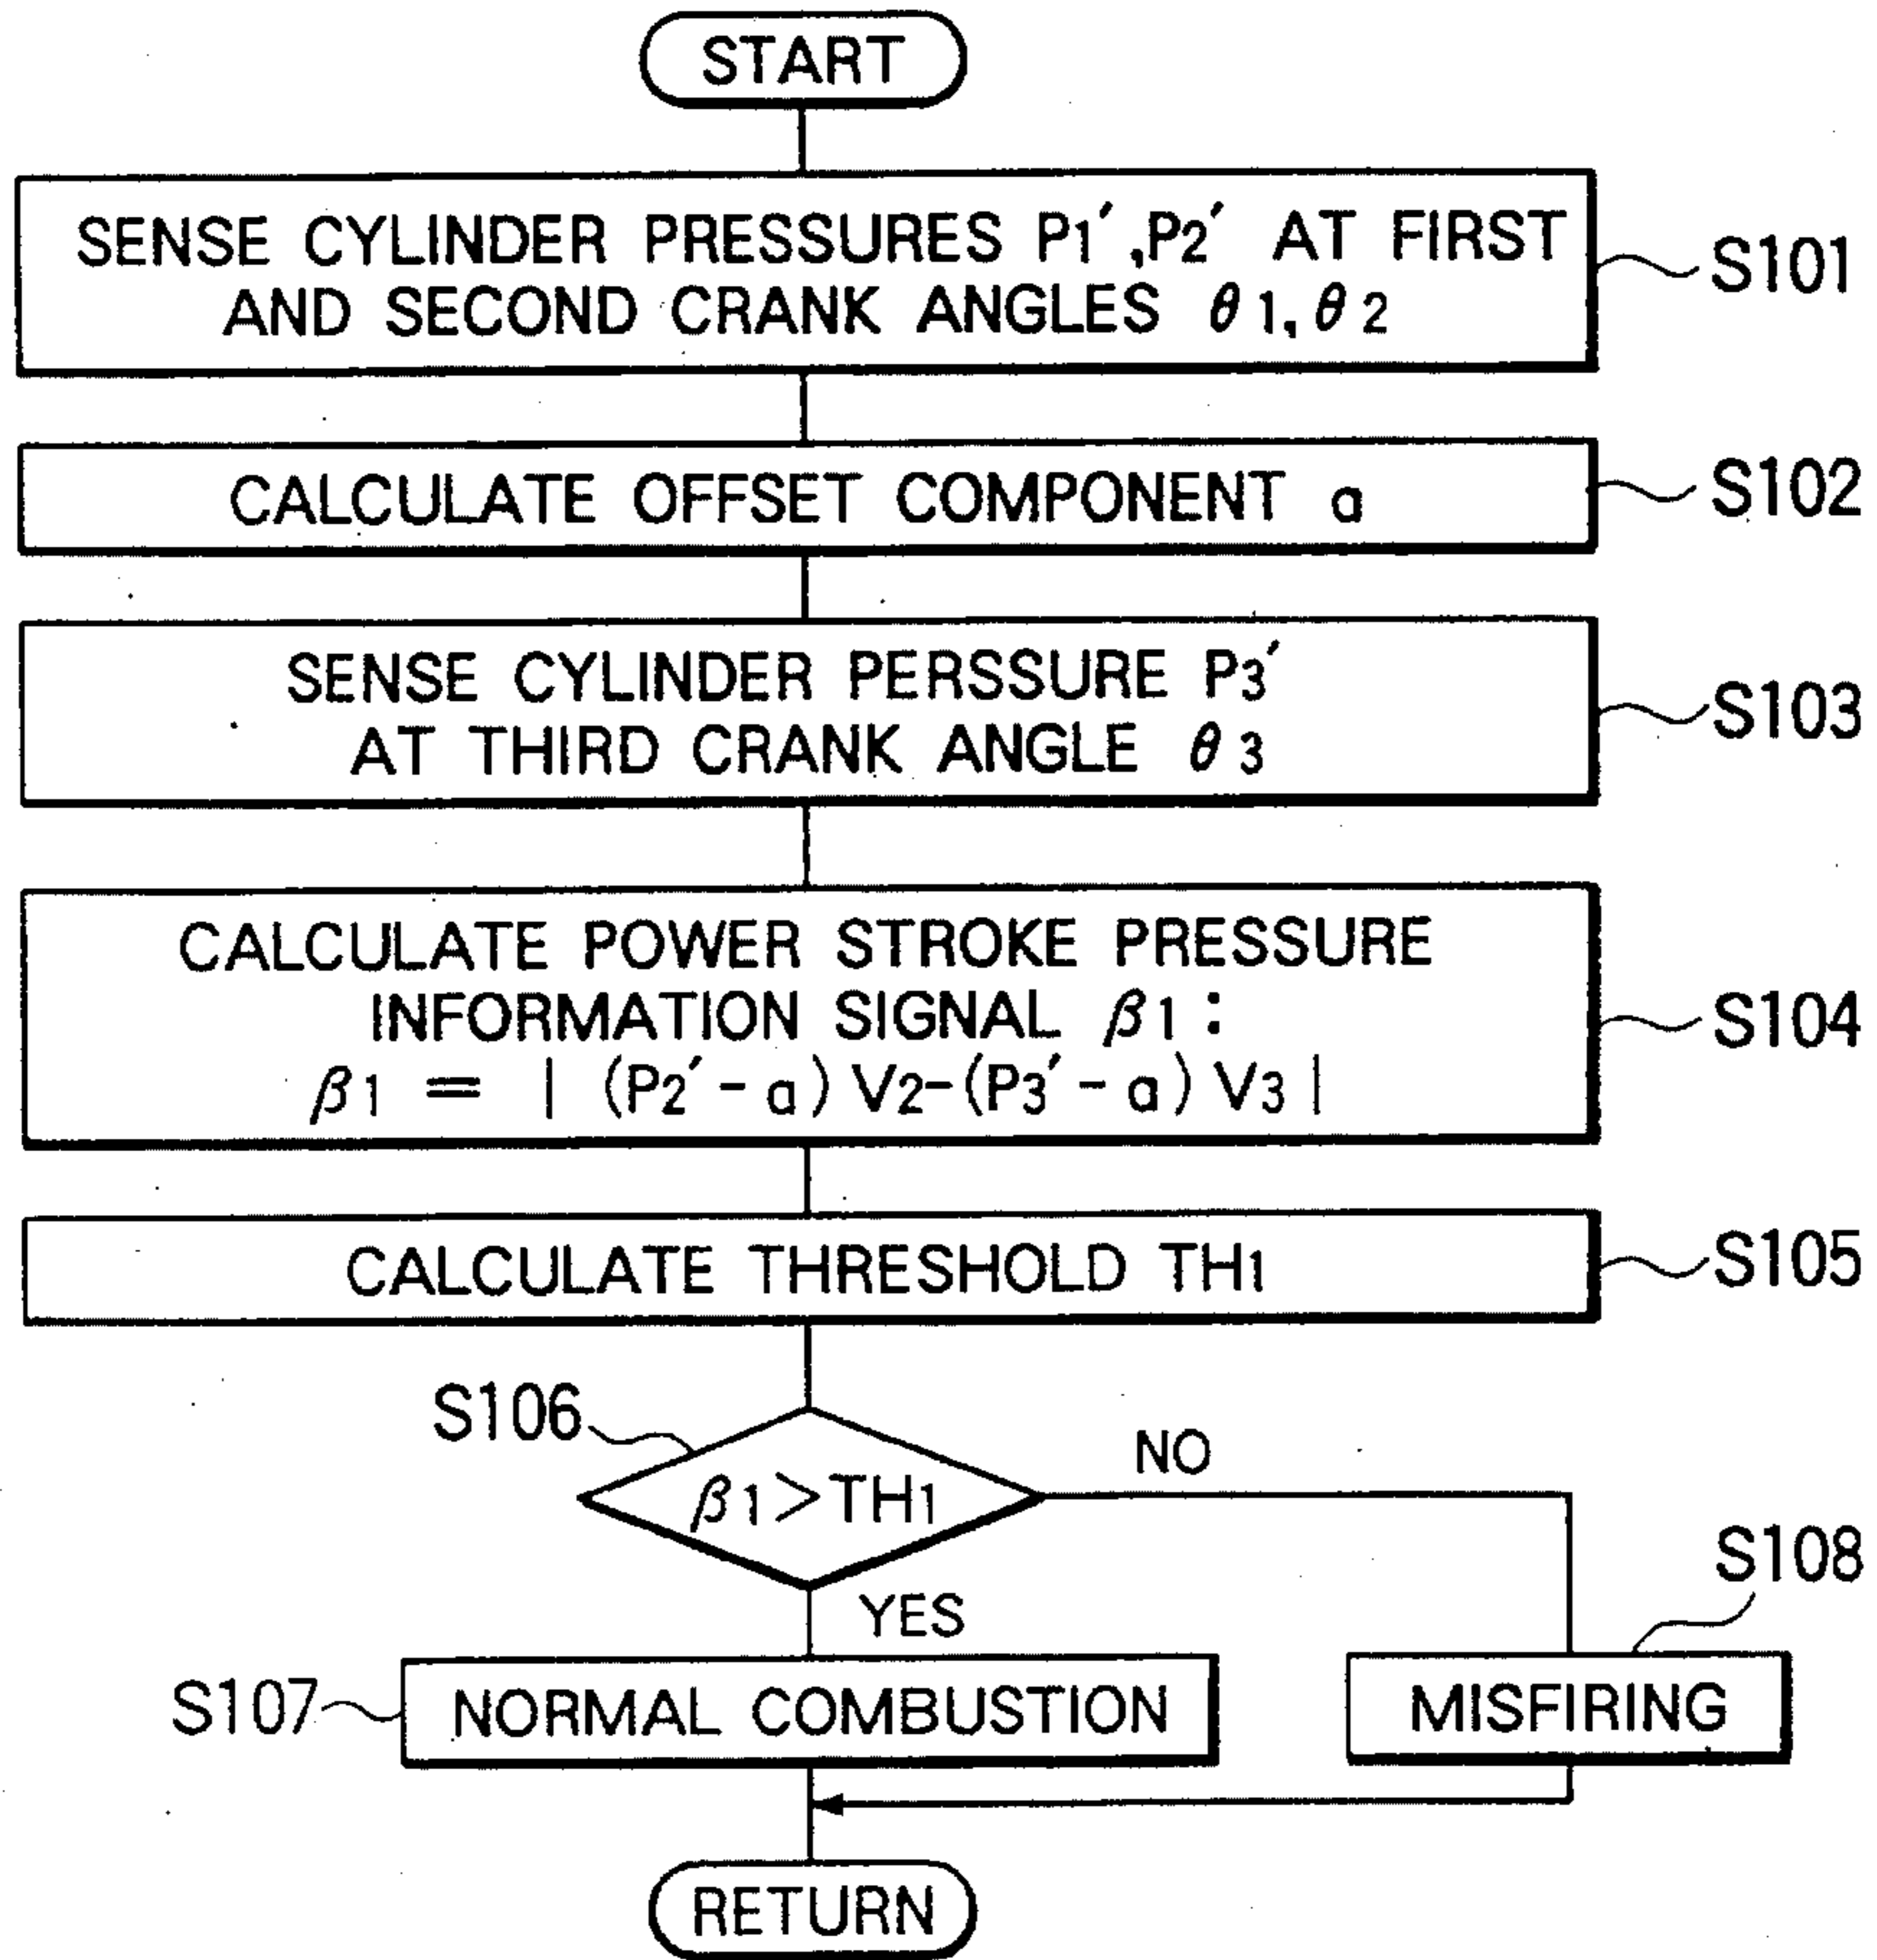 START
SENSE CYLINDER PRESSURES P1′,P2′ AT FIRST
AND SECOND CRANK ANGLES θ1,θ2
S101
CALCULATE OFFSET COMPONENT a
S102
SENSE CYLINDER PERSSURE P3′
AT THIRD CRANK ANGLE θ3
S103
CALCULATE POWER STROKE PRESSURE
INFORMATION SIGNAL β1:
β1 = | (P2′-a) V2-(P3′-a) V3 |
S104
CALCULATE THRESHOLD TH1
S105
S106
β1>TH1
NO
YES
S108
S107
NORMAL COMBUSTION
MISFIRING
RETURN